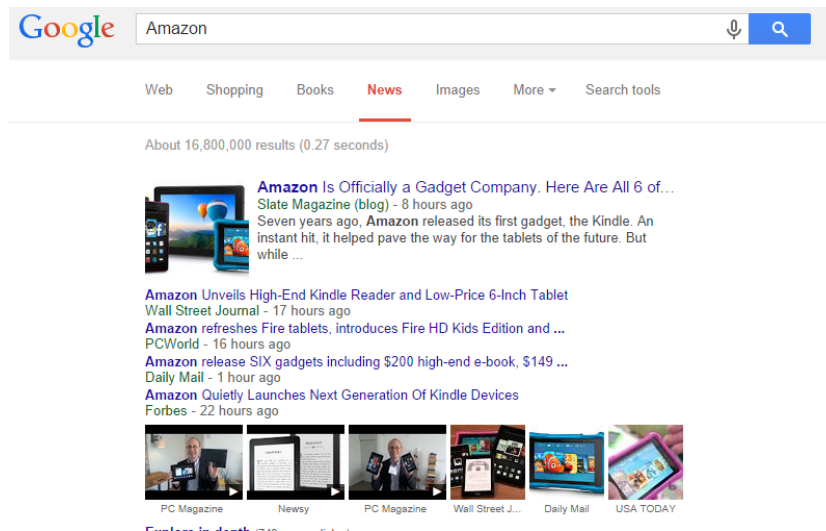 Google
Amazon
Web Shopping Books News Images More Search tools
About 16,800,000 results (0.27 seconds)
Amazon Is Officially a Gadget Company. Here Are All 6 of...
Slate Magazine (blog) - 8 hours ago
Seven years ago, Amazon released its first gadget, the Kindle. An
instant hit, it helped pave the way for the tablets of the future. But
while ...
Amazon Unveils High-End Kindle Reader and Low-Price 6-Inch Tablet
Wall Street Journal - 17 hours ago
Amazon refreshes Fire tablets, introduces Fire HD Kids Edition and ...
PCWorld - 16 hours ago
Amazon release SIX gadgets including $200 high-end e-book, $149 ...
Daily Mail - 1 hour ago
Amazon Quietly Launches Next Generation Of Kindle Devices
Forbes - 22 hours ago
PC Magazine Newsy PC Magazine Wall Street J... Daily Mail USA TODAY
Explore in depth